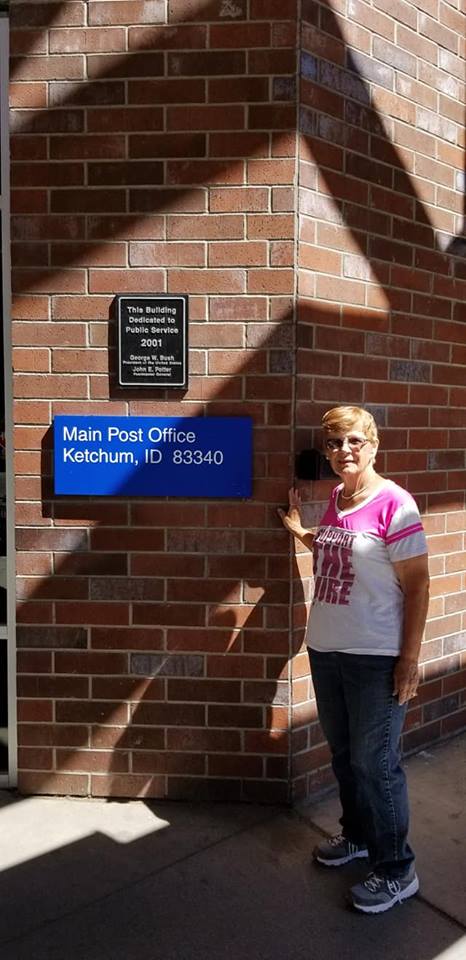 This Building
Dedicated to
Public Service
2001
George W. Bush
President of the United States
John E. Potter
Postmaster General
Main Post Office
Ketchum, ID 83340
SUPPORT
THE
CURE